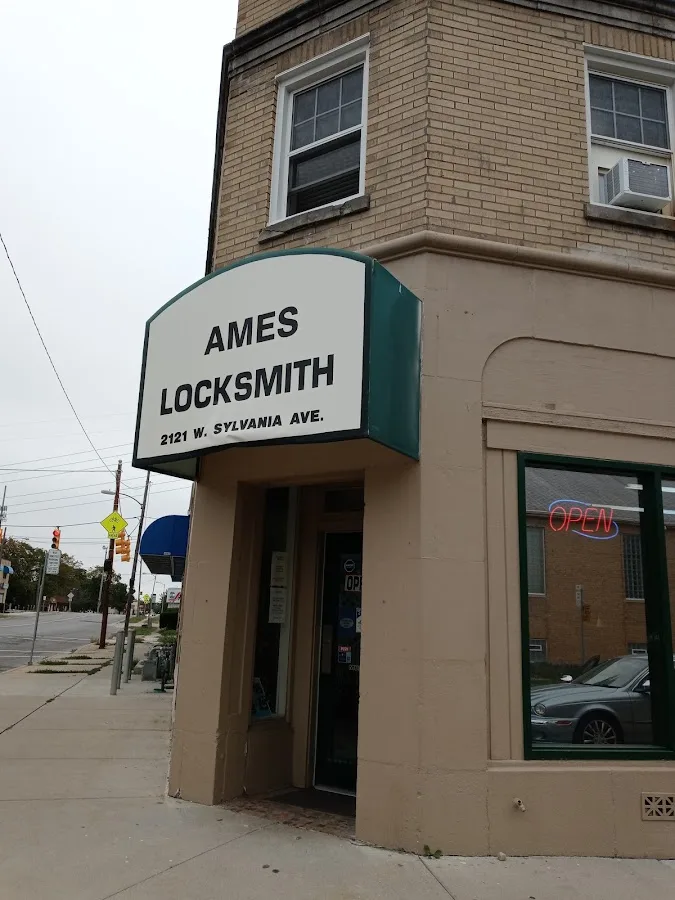 AMES
LOCKSMITH
2121 W. SYLVANIA AVE.
OPEN